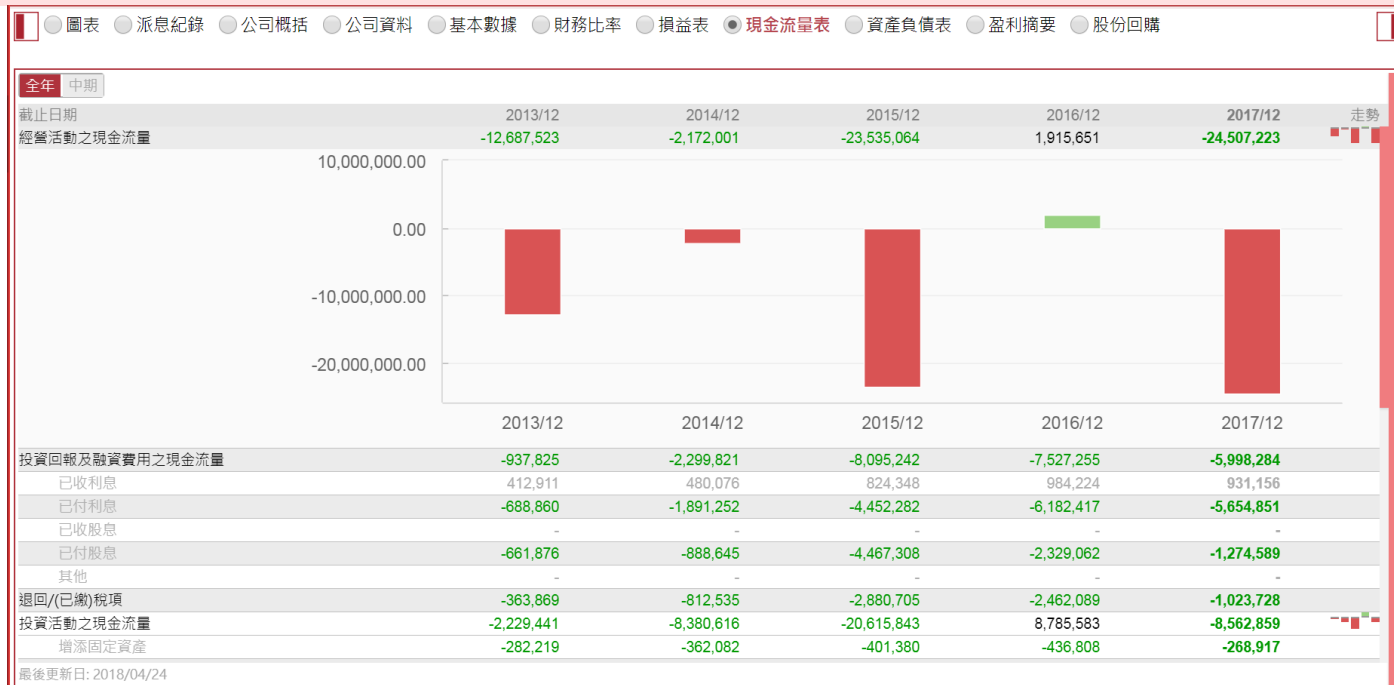 圖表 派息紀錄 公司概括 公司資料 基本數據 財務比率 損益表 現金流量表 資產負債表 盈利摘要 股份回購
全年 中期
截止日期 2013/12 2014/12 2015/12 2016/12 2017/12 走勢
經營活動之現金流量 -12,687,523 -2,172,001 -23,535,064 1,915,651 -24,507,223
10,000,000.00
0.00
-10,000,000.00
-20,000,000.00
2013/12 2014/12 2015/12 2016/12 2017/12
投資回報及融資費用之現金流量 -937,825 -2,299,821 -8,095,242 -7,527,255 -5,998,284
已收利息 412,911 480,076 824,348 984,224 931,156
已付利息 -688,860 -1,891,252 -4,452,282 -6,182,417 -5,654,851
已收股息 - - - - -
已付股息 -661,876 -888,645 -4,467,308 -2,329,062 -1,274,589
其他 - - - - -
退回/(已繳)稅項 -363,869 -812,535 -2,880,705 -2,462,089 -1,023,728
投資活動之現金流量 -2,229,441 -8,380,616 -20,615,843 8,785,583 -8,562,859
增添固定資產 -282,219 -362,082 -401,380 -436,808 -268,917
最後更新日: 2018/04/24